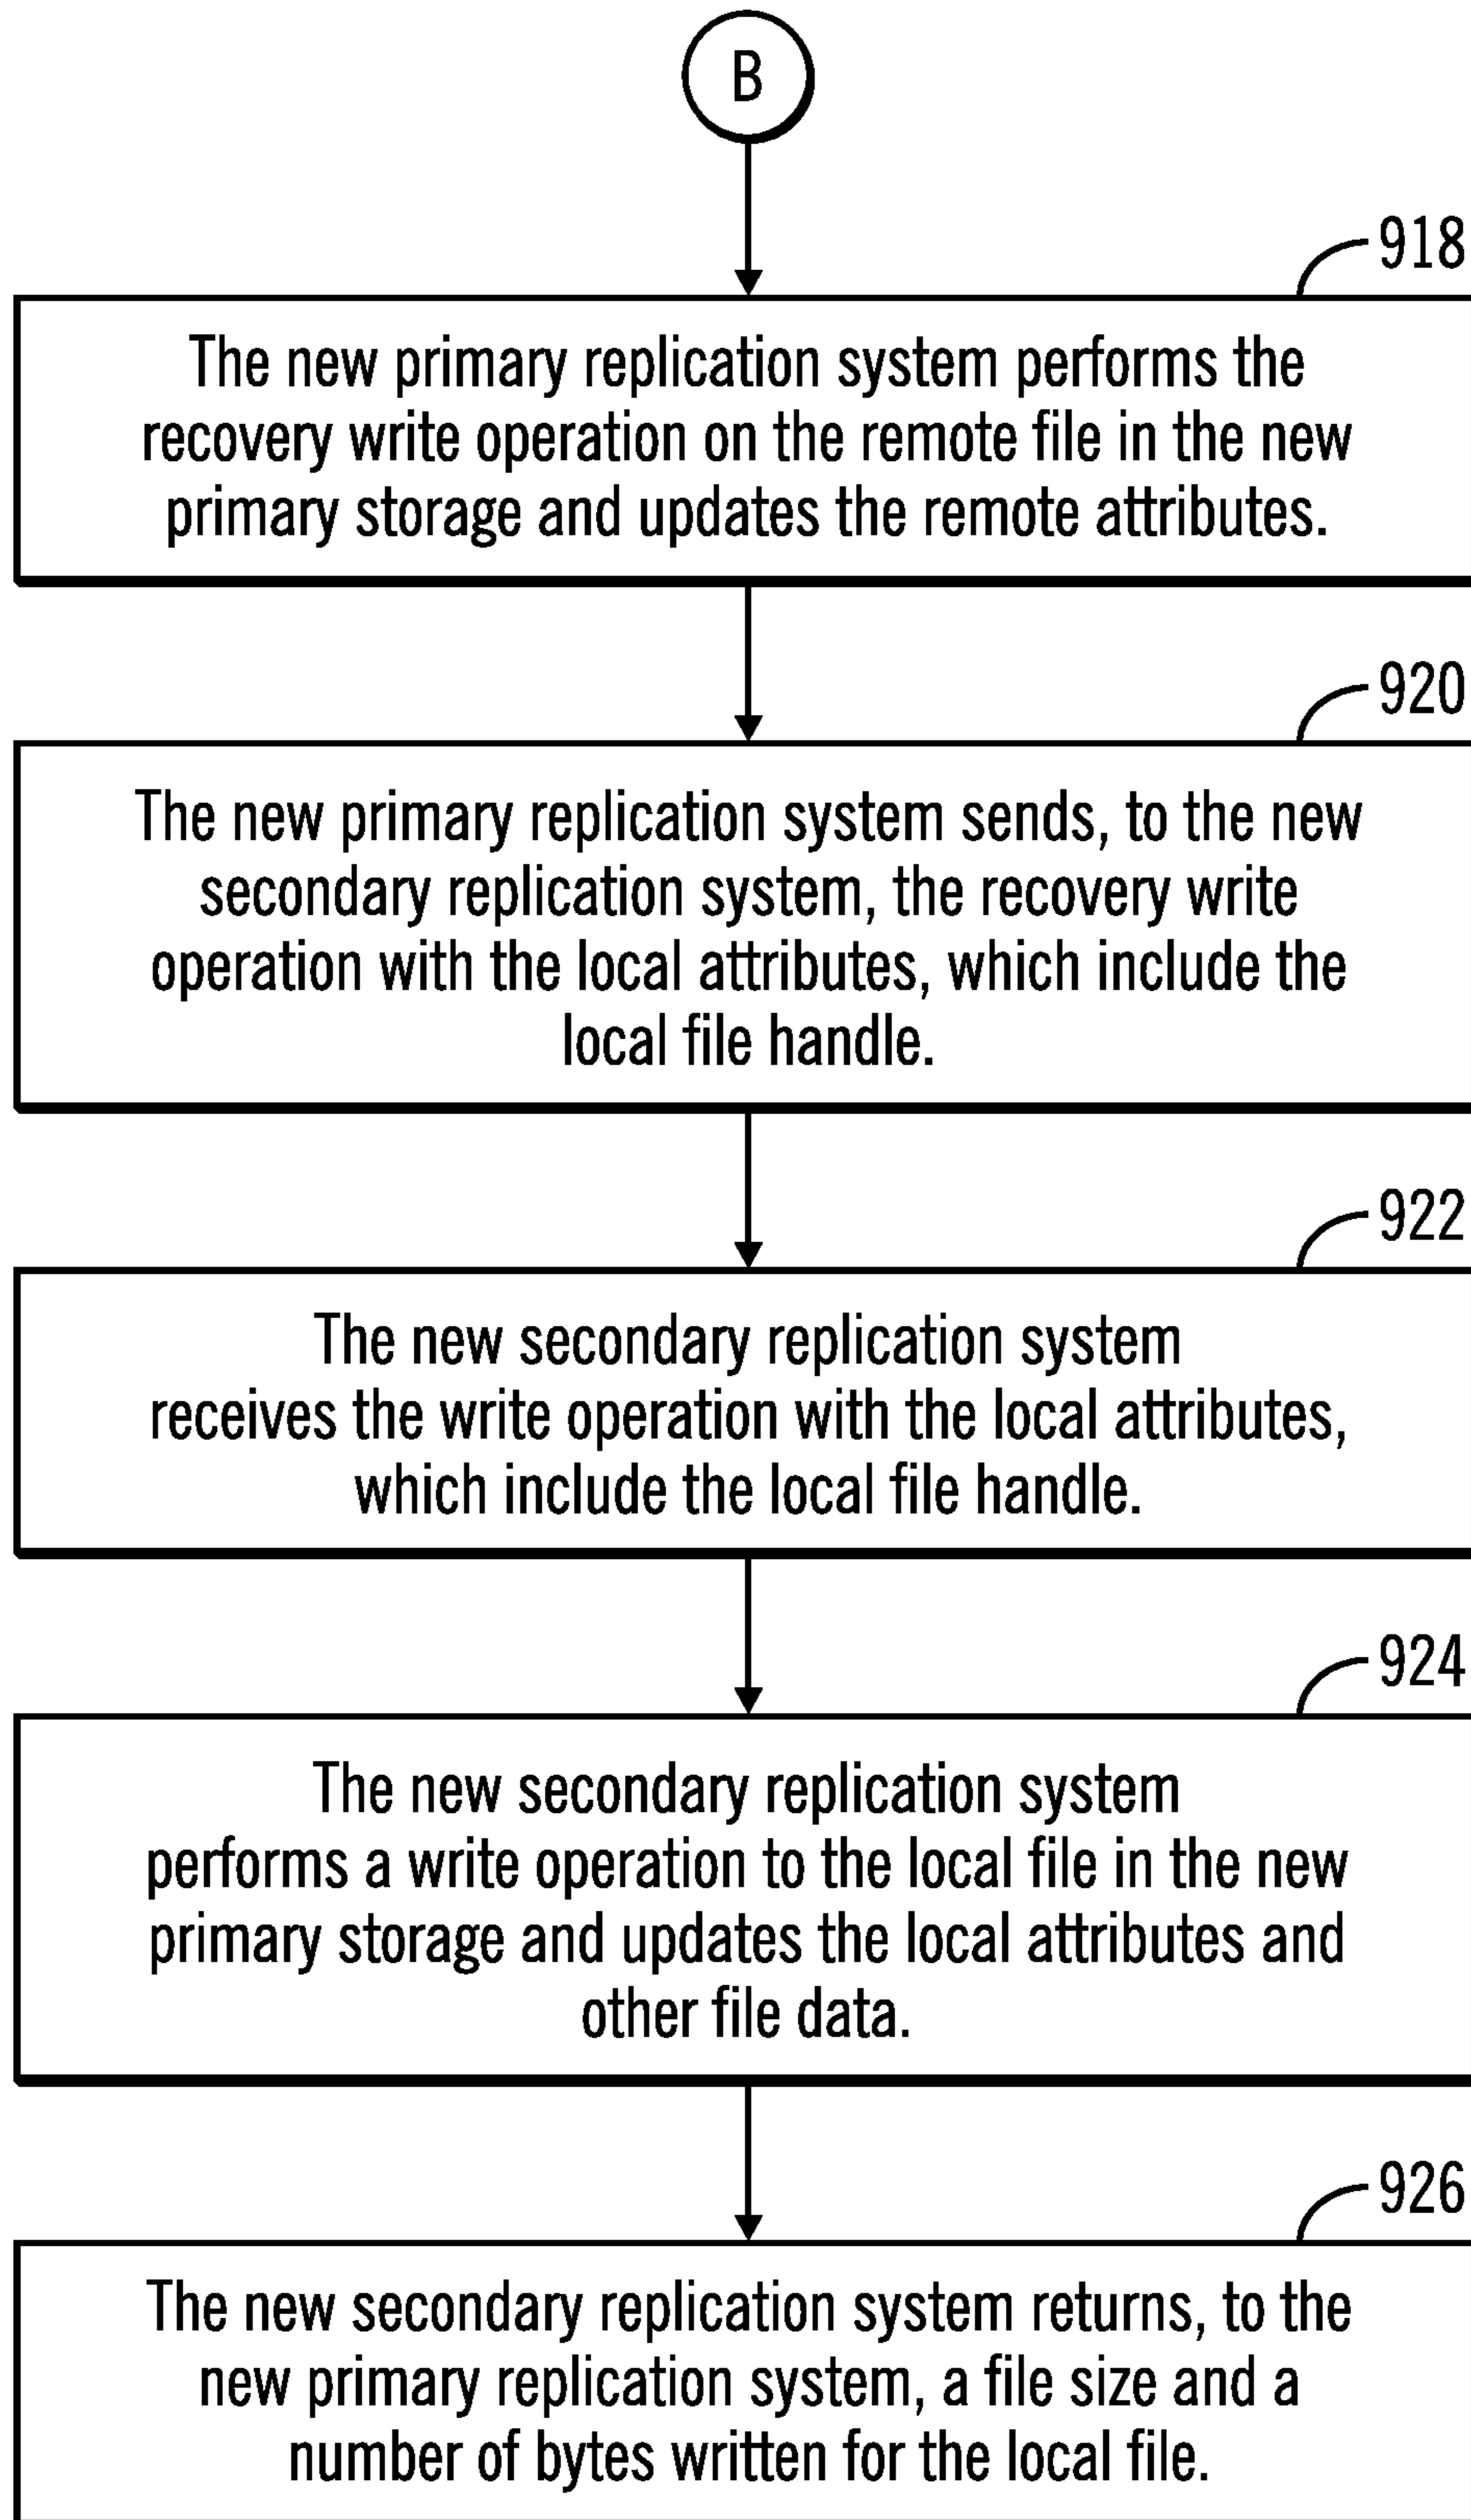 B
918
The new primary replication system performs the
recovery write operation on the remote file in the new
primary storage and updates the remote attributes.
920
The new primary replication system sends, to the new
secondary replication system, the recovery write
operation with the local attributes, which include the
local file handle.
922
The new secondary replication system
receives the write operation with the local attributes,
which include the local file handle.
924
The new secondary replication system
performs a write operation to the local file in the new
primary storage and updates the local attributes and
other file data.
926
The new secondary replication system returns, to the
new primary replication system, a file size and a
number of bytes written for the local file.